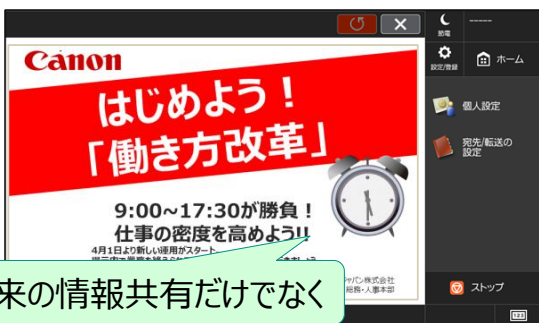 節電
-----
設定/登録
ホーム
Canon
はじめよう！
「働き方改革」
9:00～17:30が勝負！
仕事の密度を高めよう!!
4月1日より新しい運用がスタート
個人設定
宛先/転送の
設定
ジャパン株式会社
総務・人事本部
来の情報共有だけでなく
ストップ